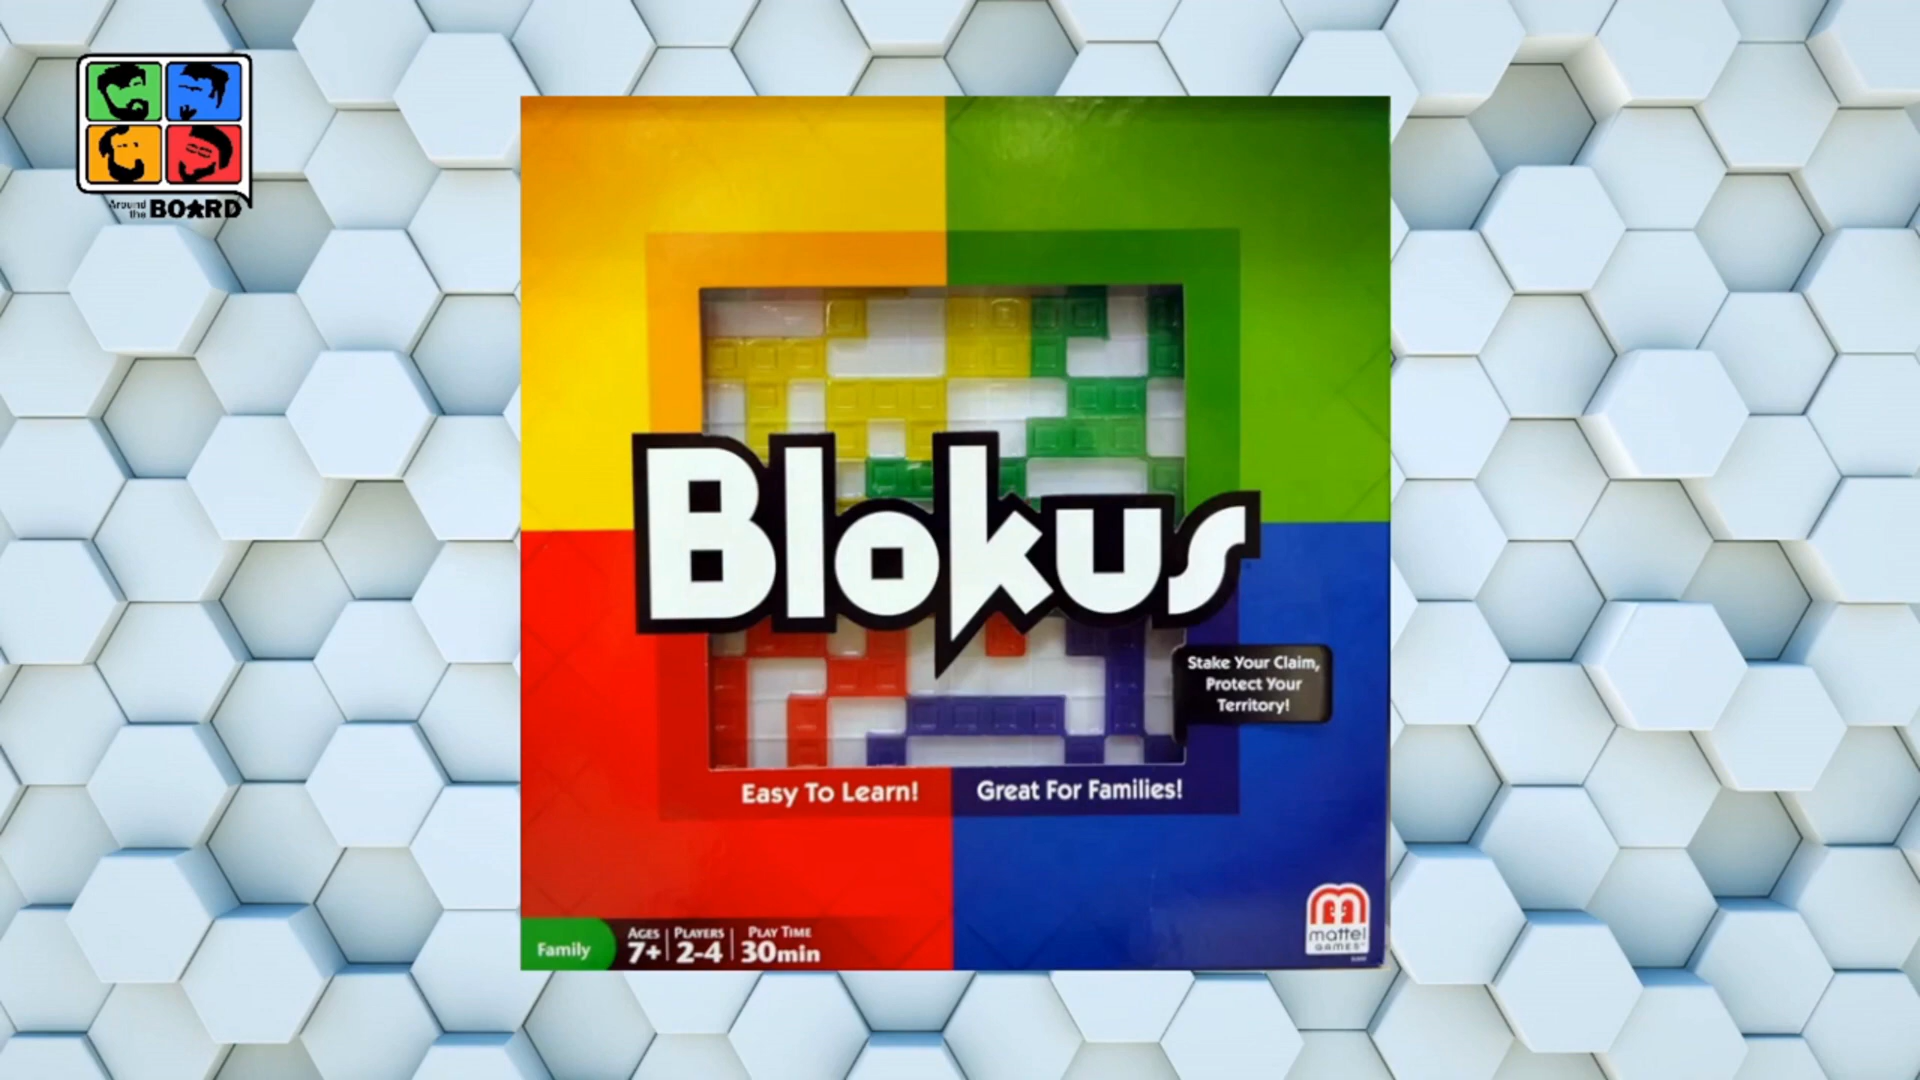 Around
the BOARD
Blokus
Stake Your Claim,
Protect Your
Territory!
Easy To Learn!
Great For Families!
Family
AGES
7+
PLAYERS
2-4
PLAY TIME
30min
mattel
GAMES